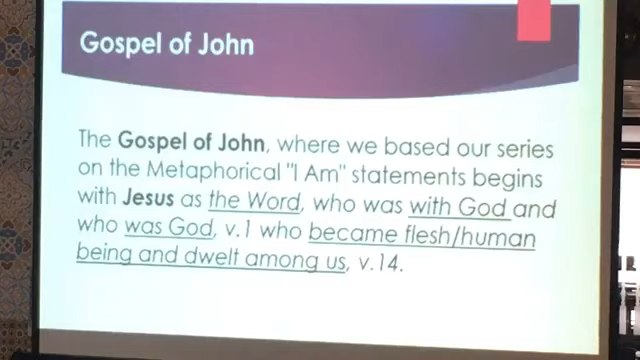 Gospel of John
The Gospel of John, where we based our series
on the Metaphorical "I Am" statements begins
with Jesus as the Word, who was with God and
who was God, v.1 who became flesh/human
being and dwelt among us, v.14.